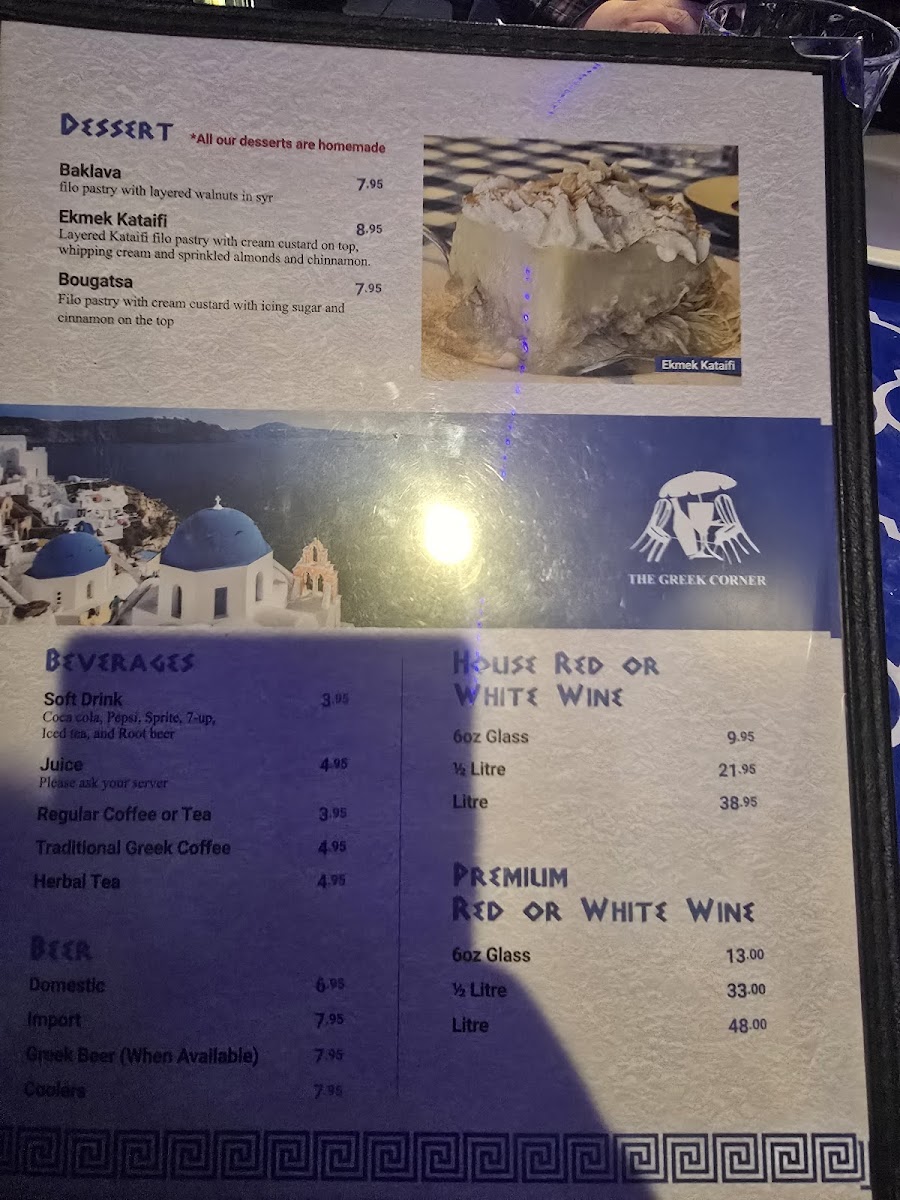 DESSERT *All our desserts are homemade
Baklava 7.95
filo pastry with layered walnuts in syr
Ekmek Kataifi 8.95
Layered Kataifi filo pastry with cream custard on top,
whipping cream and sprinkled almonds and chinnamon.
Bougatsa 7.95
Filo pastry with cream custard with icing sugar and
cinnamon on the top
Ekmek Kataifi
THE GREEK CORNER
BEVERAGES
Soft Drink 3.95
Coca cola, Pepsi, Sprite, 7-up,
Iced tea, and Root beer
Juice 4.95
Please ask your server
Regular Coffee or Tea 3.95
Traditional Greek Coffee 4.95
Herbal Tea 4.95
BEER
Domestic 6.95
Import 7.95
Greek Beer (When Available) 7.95
Coolers 7.95
HOUSE RED OR
WHITE WINE
6oz Glass 9.95
½ Litre 21.95
Litre 38.95
PREMIUM
RED OR WHITE WINE
6oz Glass 13.00
½ Litre 33.00
Litre 48.00